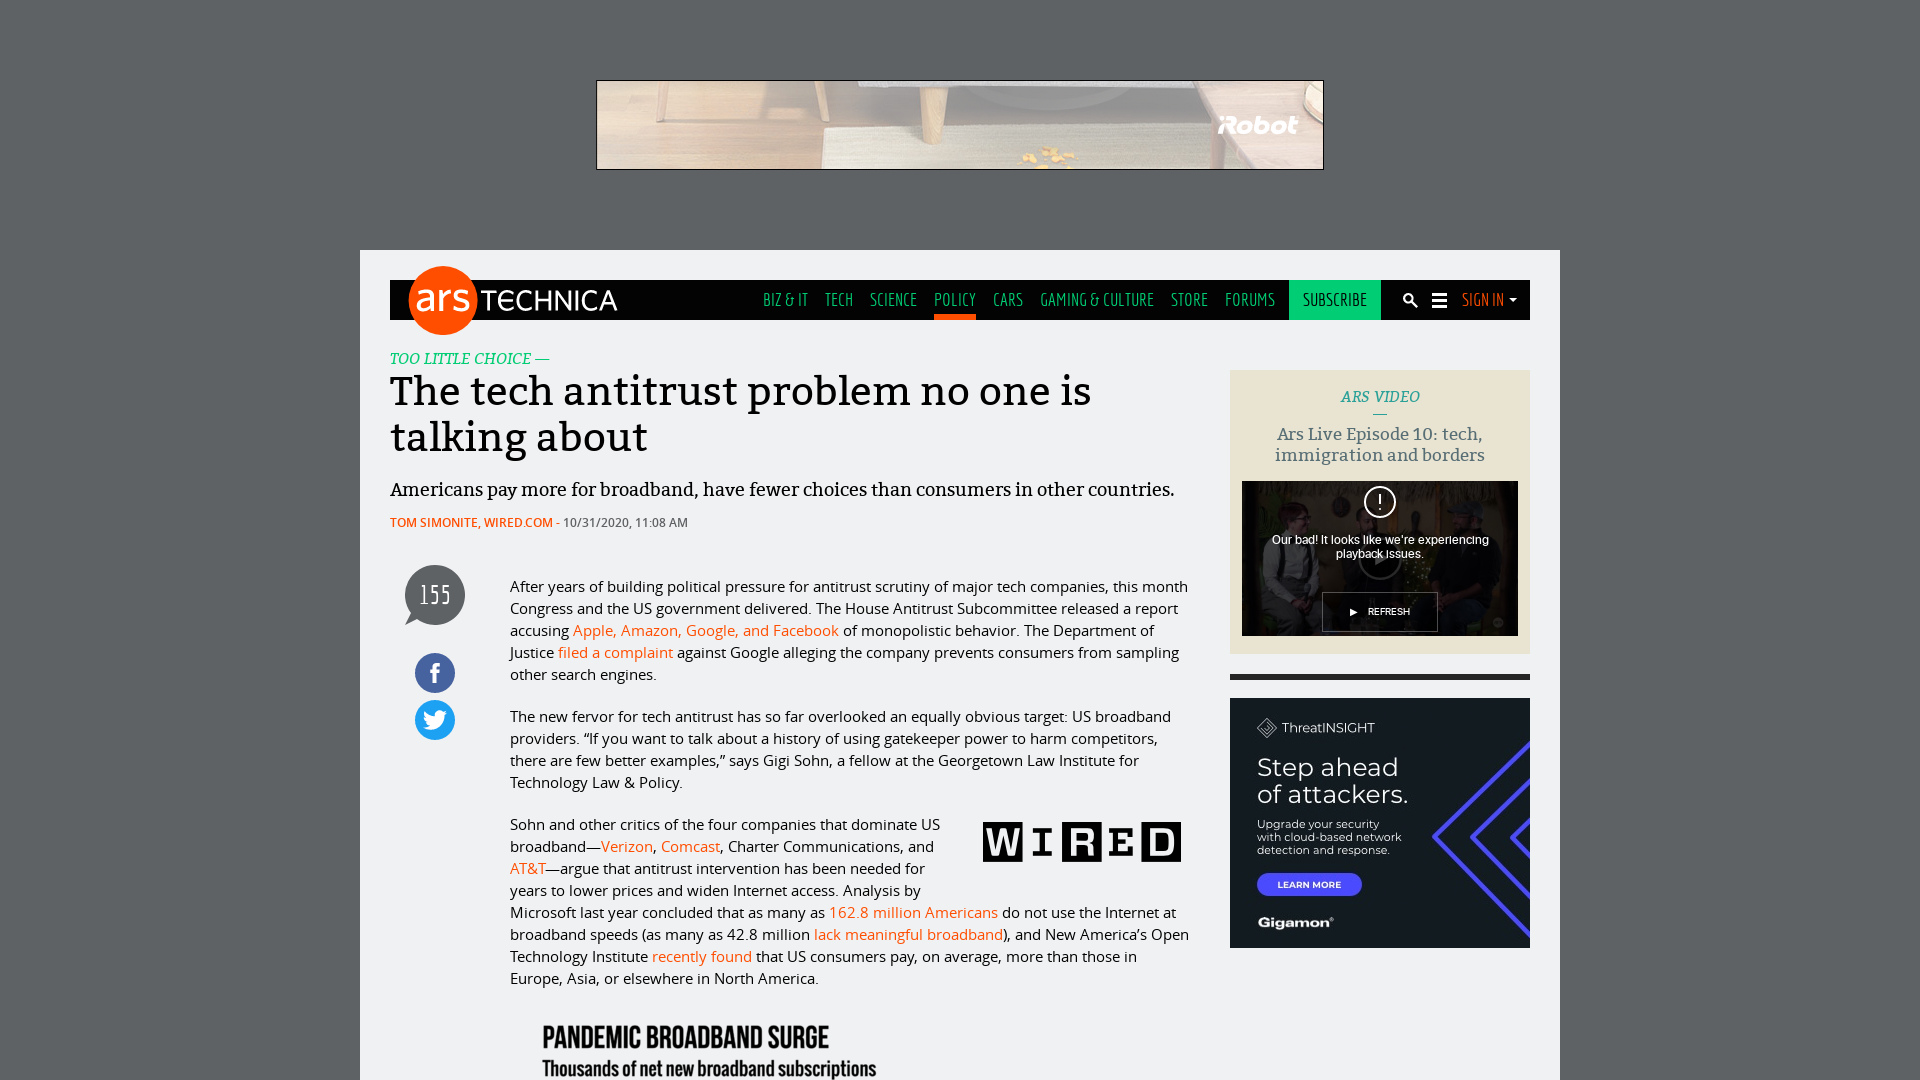 iRobot
ars TECHNICA
BIZ & IT TECH SCIENCE POLICY CARS GAMING & CULTURE STORE FORUMS SUBSCRIBE SIGN IN
TOO LITTLE CHOICE —
The tech antitrust problem no one is
talking about
Americans pay more for broadband, have fewer choices than consumers in other countries.
TOM SIMONITE, WIRED.COM - 10/31/2020, 11:08 AM
155
After years of building political pressure for antitrust scrutiny of major tech companies, this month
Congress and the US government delivered. The House Antitrust Subcommittee released a report
accusing Apple, Amazon, Google, and Facebook of monopolistic behavior. The Department of
Justice filed a complaint against Google alleging the company prevents consumers from sampling
other search engines.
The new fervor for tech antitrust has so far overlooked an equally obvious target: US broadband
providers. “If you want to talk about a history of using gatekeeper power to harm competitors,
there are few better examples,” says Gigi Sohn, a fellow at the Georgetown Law Institute for
Technology Law & Policy.
WIRED
Sohn and other critics of the four companies that dominate US
broadband—Verizon, Comcast, Charter Communications, and
AT&T—argue that antitrust intervention has been needed for
years to lower prices and widen Internet access. Analysis by
Microsoft last year concluded that as many as 162.8 million Americans do not use the Internet at
broadband speeds (as many as 42.8 million lack meaningful broadband), and New America’s Open
Technology Institute recently found that US consumers pay, on average, more than those in
Europe, Asia, or elsewhere in North America.
PANDEMIC BROADBAND SURGE
Thousands of net new broadband subscriptions
ARS VIDEO
—
Ars Live Episode 10: tech,
immigration and borders
Our bad! It looks like we're experiencing
playback issues.
REFRESH
ThreatINSIGHT
Step ahead
of attackers.
Upgrade your security
with cloud-based network
detection and response.
LEARN MORE
Gigamon®